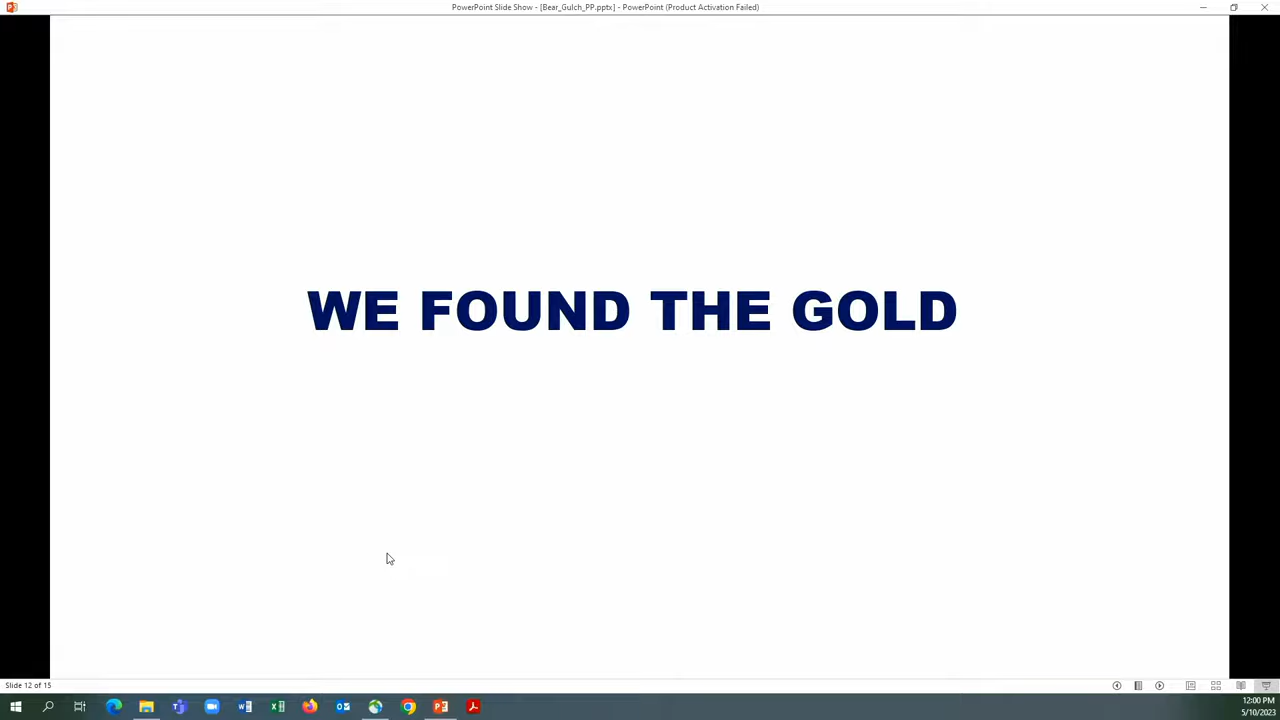 PowerPoint Slide Show - [Bear_Gulch_PP.pptx] - PowerPoint (Product Activation Failed)
WE FOUND THE GOLD
Slide 12 of 15
12:00 PM
5/10/2023